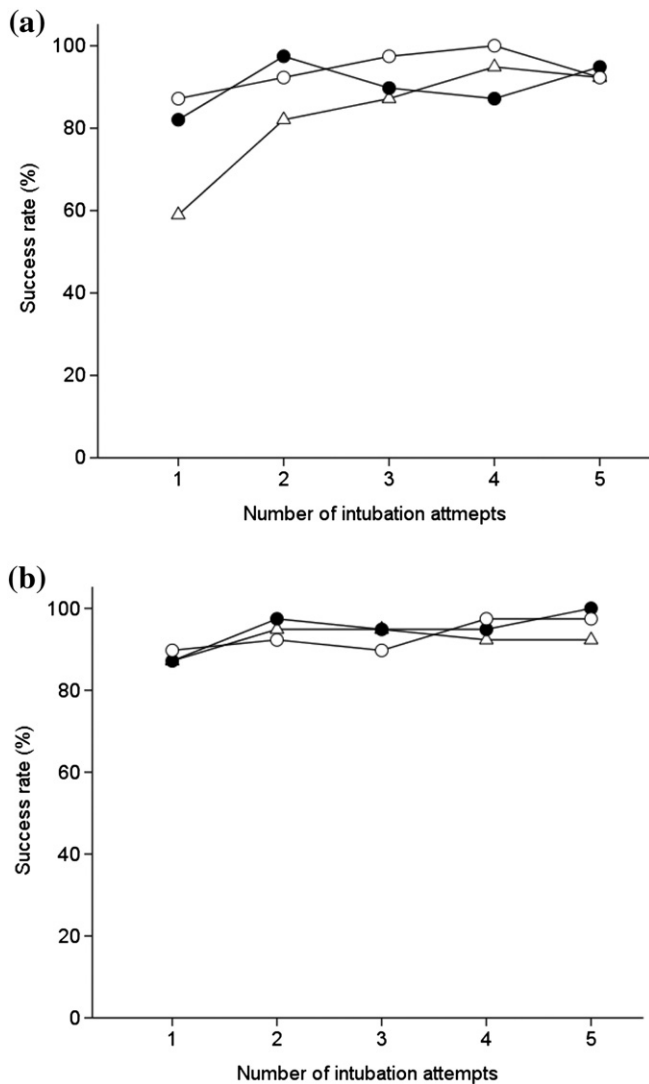 (a)
100
80
60
40
20
0
Success rate (%)
1 2 3 4 5
Number of intubation attmepts
(b)
100
80
60
40
20
0
Success rate (%)
1 2 3 4 5
Number of intubation attempts